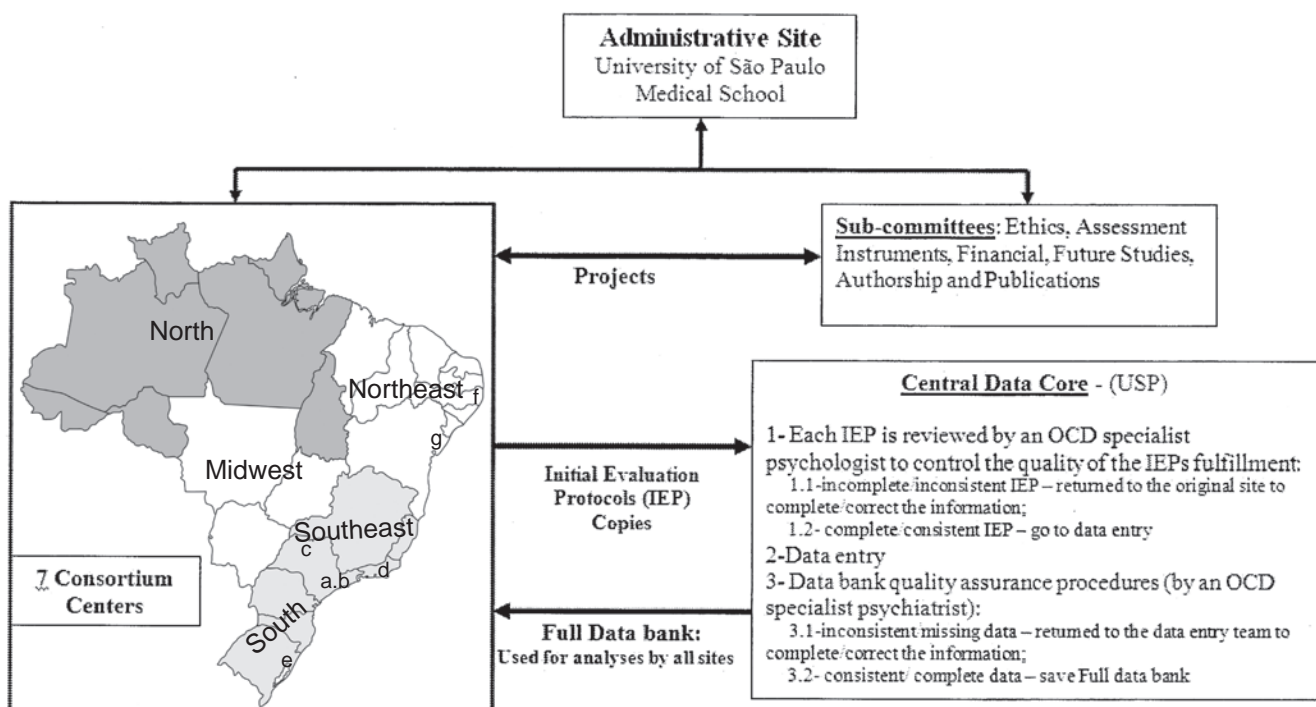 Administrative Site
University of São Paulo
Medical School
Sub-committees: Ethics, Assessment
Instruments, Financial, Future Studies,
Authorship and Publications
Projects
North
Northeast
f
g
Midwest
Southeast
c
a.b
d
South
e
7 Consortium
Centers
Initial Evaluation
Protocols (IEP)
Copies
Full Data bank:
Used for analyses by all sites
Central Data Core - (USP)
1- Each IEP is reviewed by an OCD specialist
psychologist to control the quality of the IEPs fulfillment:
1.1-incomplete/inconsistent IEP – returned to the original site to
complete/correct the information;
1.2- complete/consistent IEP – go to data entry
2-Data entry
3- Data bank quality assurance procedures (by an OCD
specialist psychiatrist):
3.1-inconsistent/missing data – returned to the data entry team to
complete/correct the information;
3.2- consistent/ complete data – save Full data bank